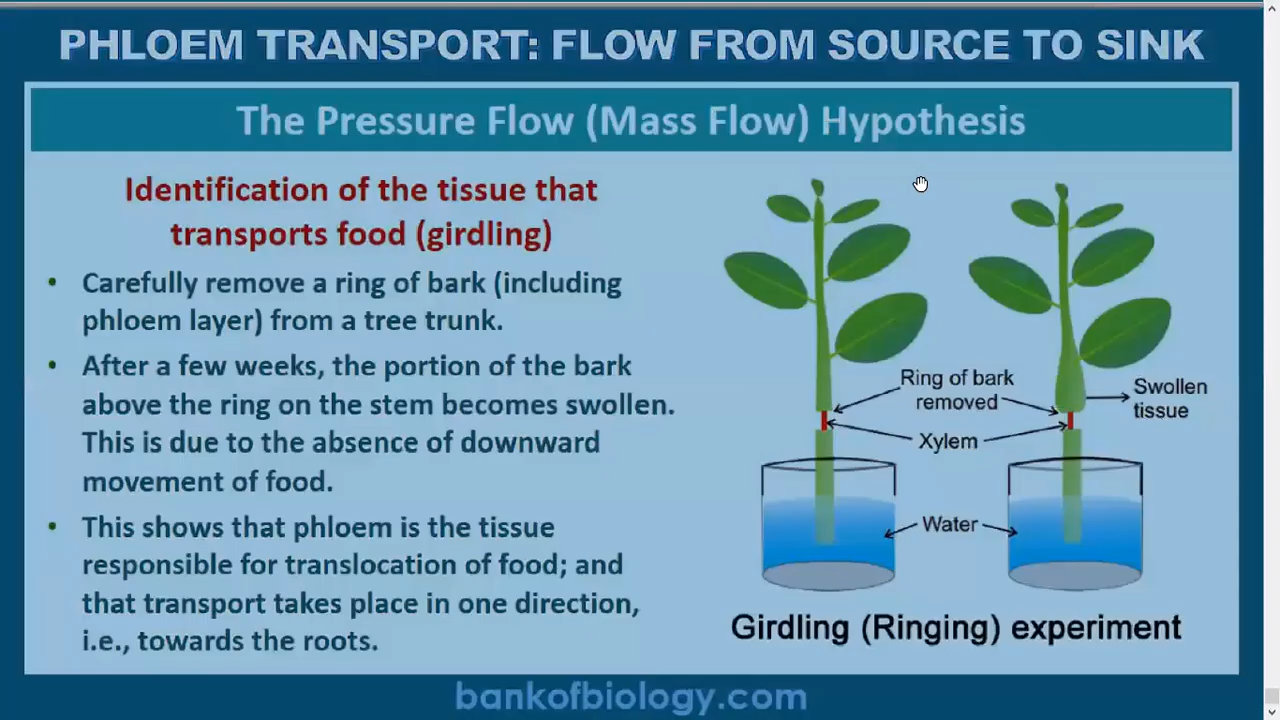 PHLOEM TRANSPORT: FLOW FROM SOURCE TO SINK
The Pressure Flow (Mass Flow) Hypothesis
Identification of the tissue that
transports food (girdling)
• Carefully remove a ring of bark (including
phloem layer) from a tree trunk.
• After a few weeks, the portion of the bark
above the ring on the stem becomes swollen.
This is due to the absence of downward
movement of food.
• This shows that phloem is the tissue
responsible for translocation of food; and
that transport takes place in one direction,
i.e., towards the roots.
Ring of bark
removed
Swollen
tissue
Xylem
Water
Girdling (Ringing) experiment
bankofbiology.com